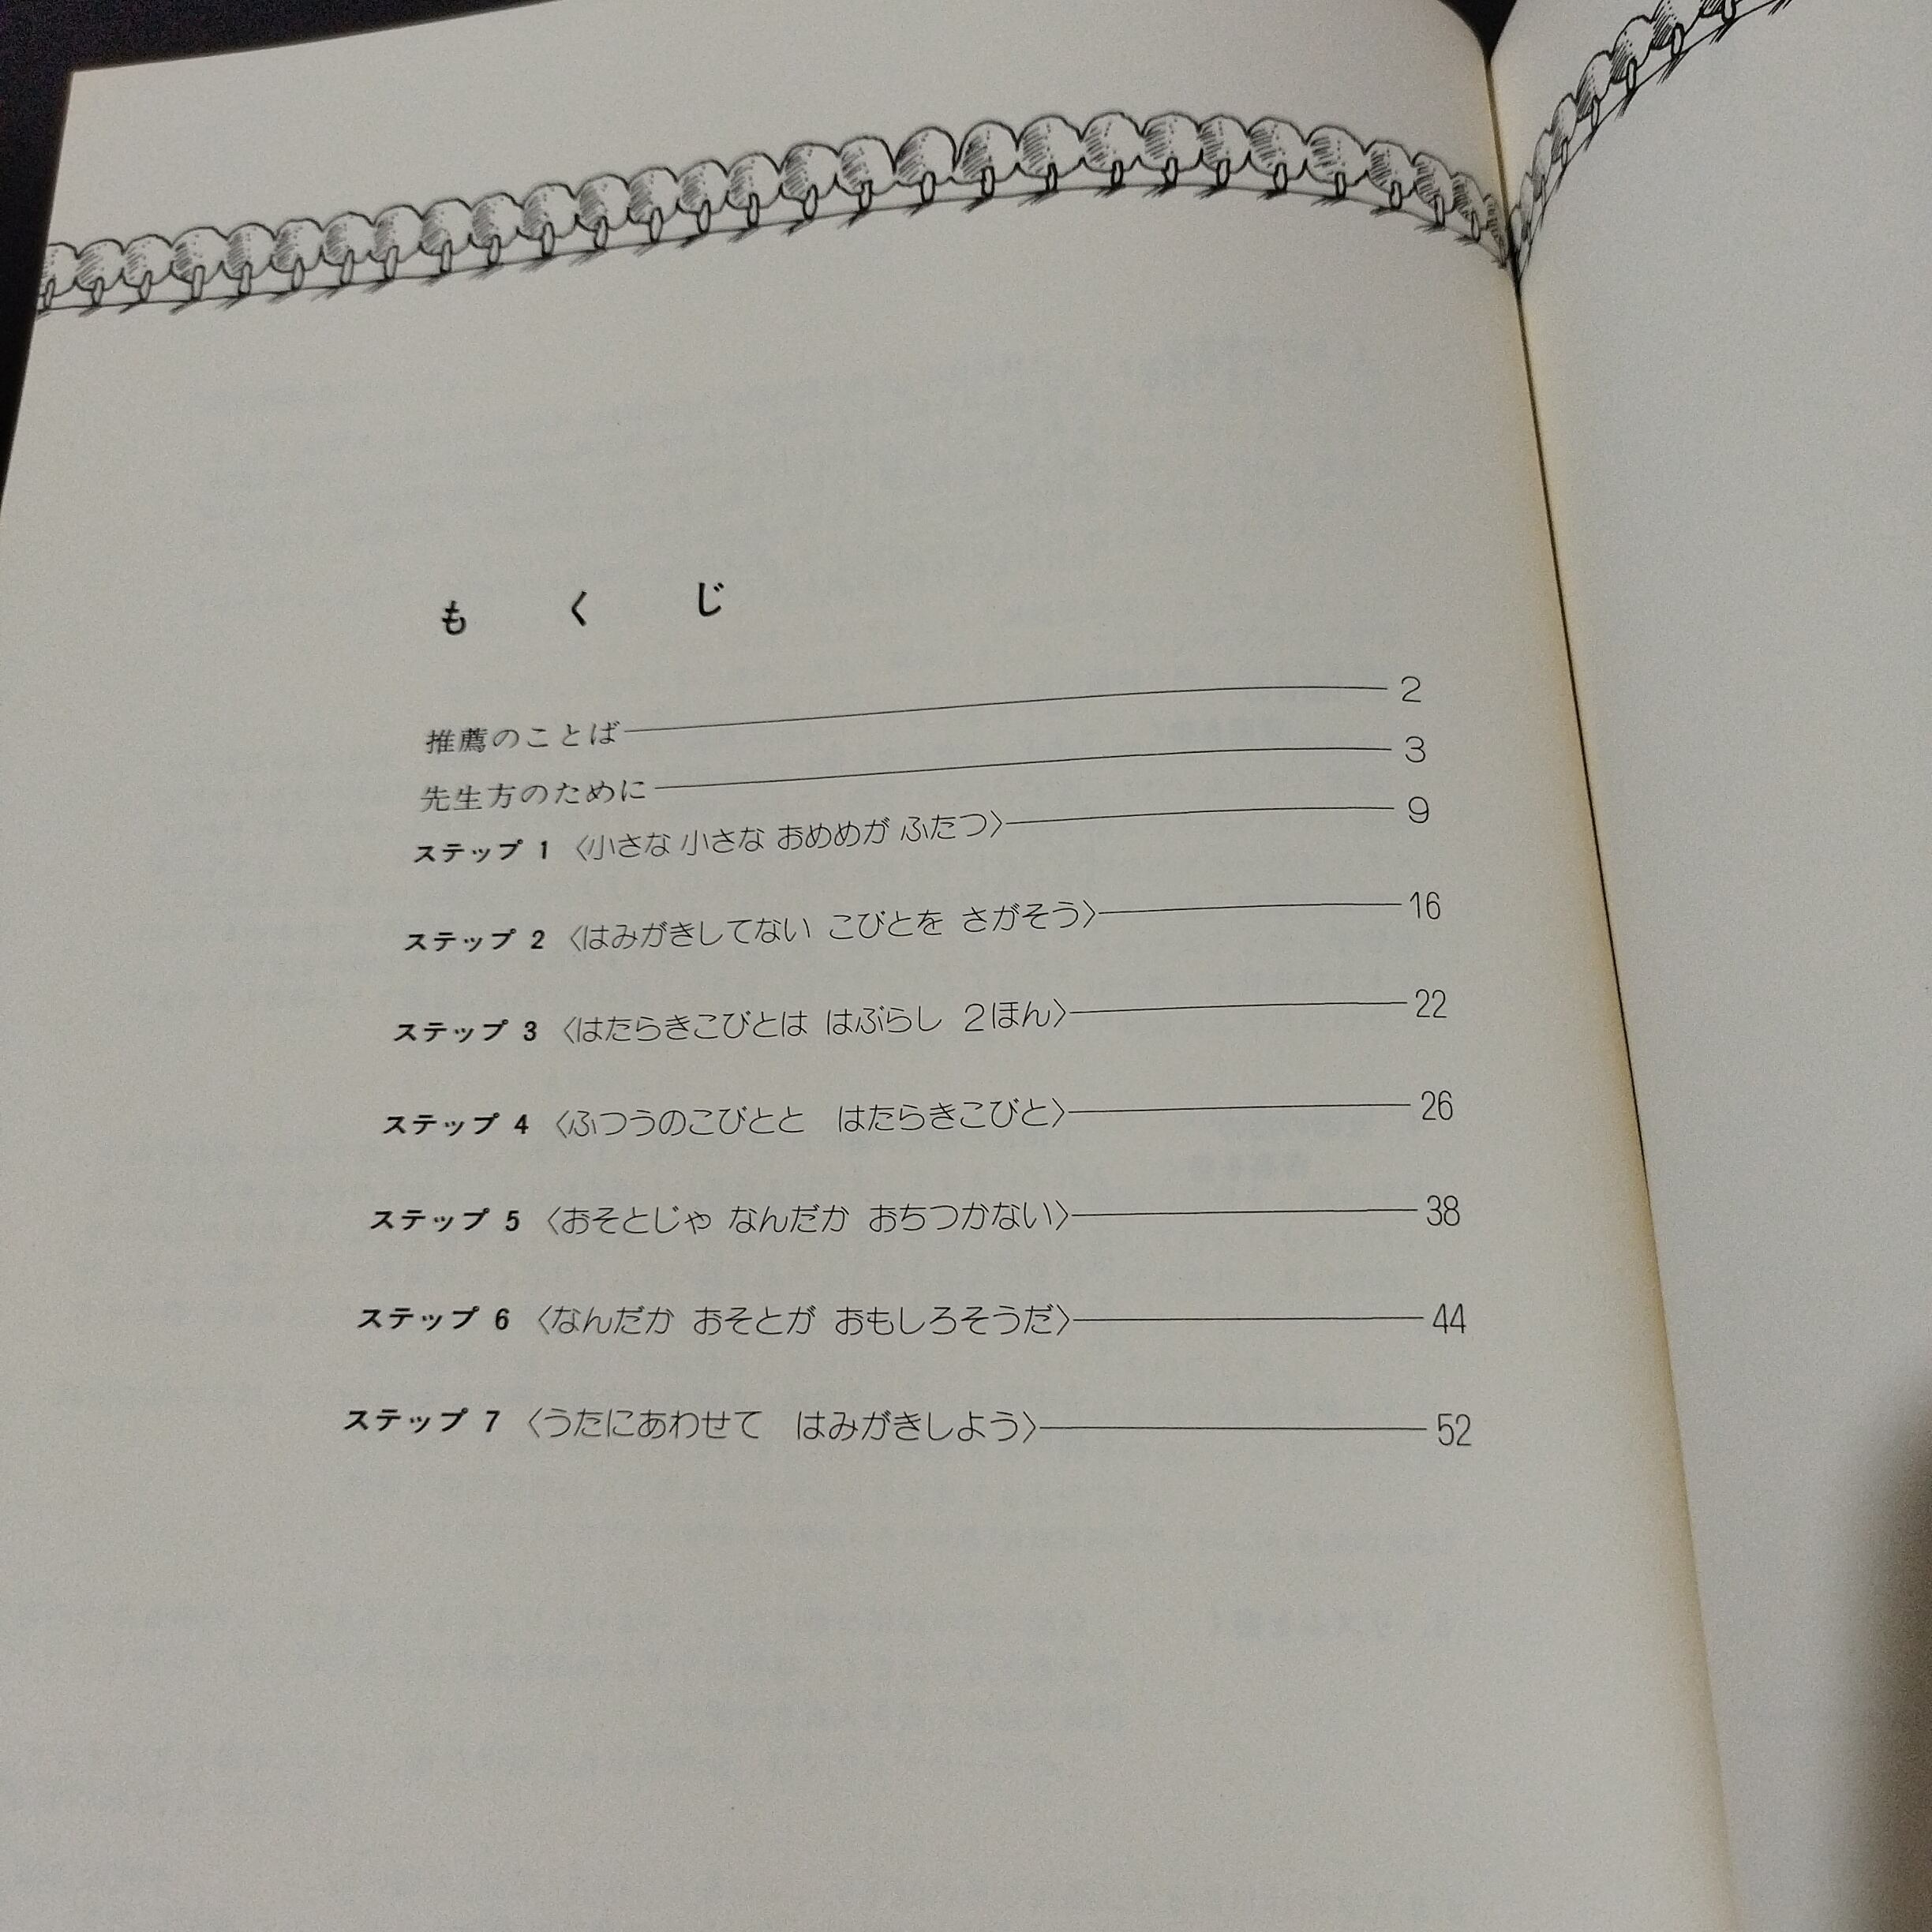 もくじ
推薦のことば 2
先生方のために 3
ステップ 1 〈小さな 小さな おめめが ふたつ〉 9
ステップ 2 〈はみがきしてない こびとを さがそう〉 16
ステップ 3 〈はたらきこびとは はぶらし 2ほん〉 22
ステップ 4 〈ふつうのこびとと はたらきこびと〉 26
ステップ 5 〈おそとじゃ なんだか おちつかない〉 38
ステップ 6 〈なんだか おそとが おもしろそうだ〉 44
ステップ 7 〈うたにあわせて はみがきしよう〉 52